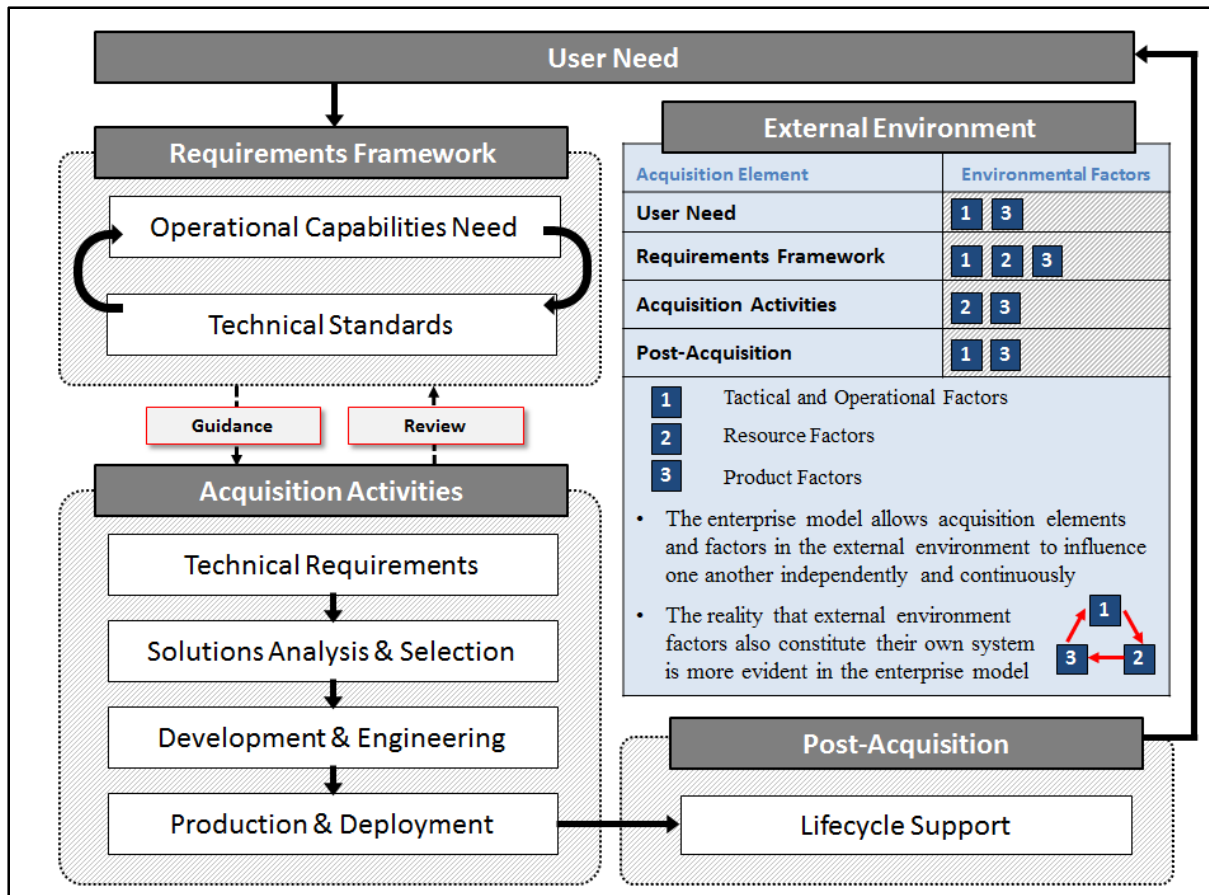 User Need
Requirements Framework
Operational Capabilities Need
Technical Standards
Guidance
Review
Acquisition Activities
Technical Requirements
Solutions Analysis & Selection
Development & Engineering
Production & Deployment
External Environment
Acquisition Element Environmental Factors
User Need 1 3
Requirements Framework 1 2 3
Acquisition Activities 2 3
Post-Acquisition 1 3
1 Tactical and Operational Factors
2 Resource Factors
3 Product Factors
• The enterprise model allows acquisition elements
and factors in the external environment to influence
one another independently and continuously
• The reality that external environment
factors also constitute their own system
is more evident in the enterprise model
1
3 2
Post-Acquisition
Lifecycle Support